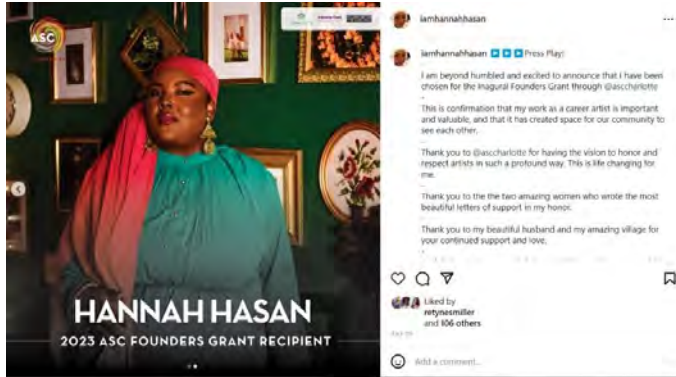 ASC
HANNAH HASAN
2023 ASC FOUNDERS GRANT RECIPIENT
iamhannahhasan
iamhannahhasan ▶️▶️▶️Press Play!
I am beyond humbled and excited to announce that I have been
chosen for the Inagural Founders Grant through @asccharlotte
-
This is confirmation that my work as a career artist is important
and valuable, and that it has created space for our community to
see each other.
-
Thank you to @asccharlotte for having the vision to honor and
respect artists in such a profound way. This is life changing for
me.
-
Thank you to the the two amazing women who wrote the most
beautiful letters of support in my honor.
-
Thank you to my beautiful husband and my amazing village for
your continued support and love.
-
Liked by
retynesmiller
and 106 others
Add a comment...